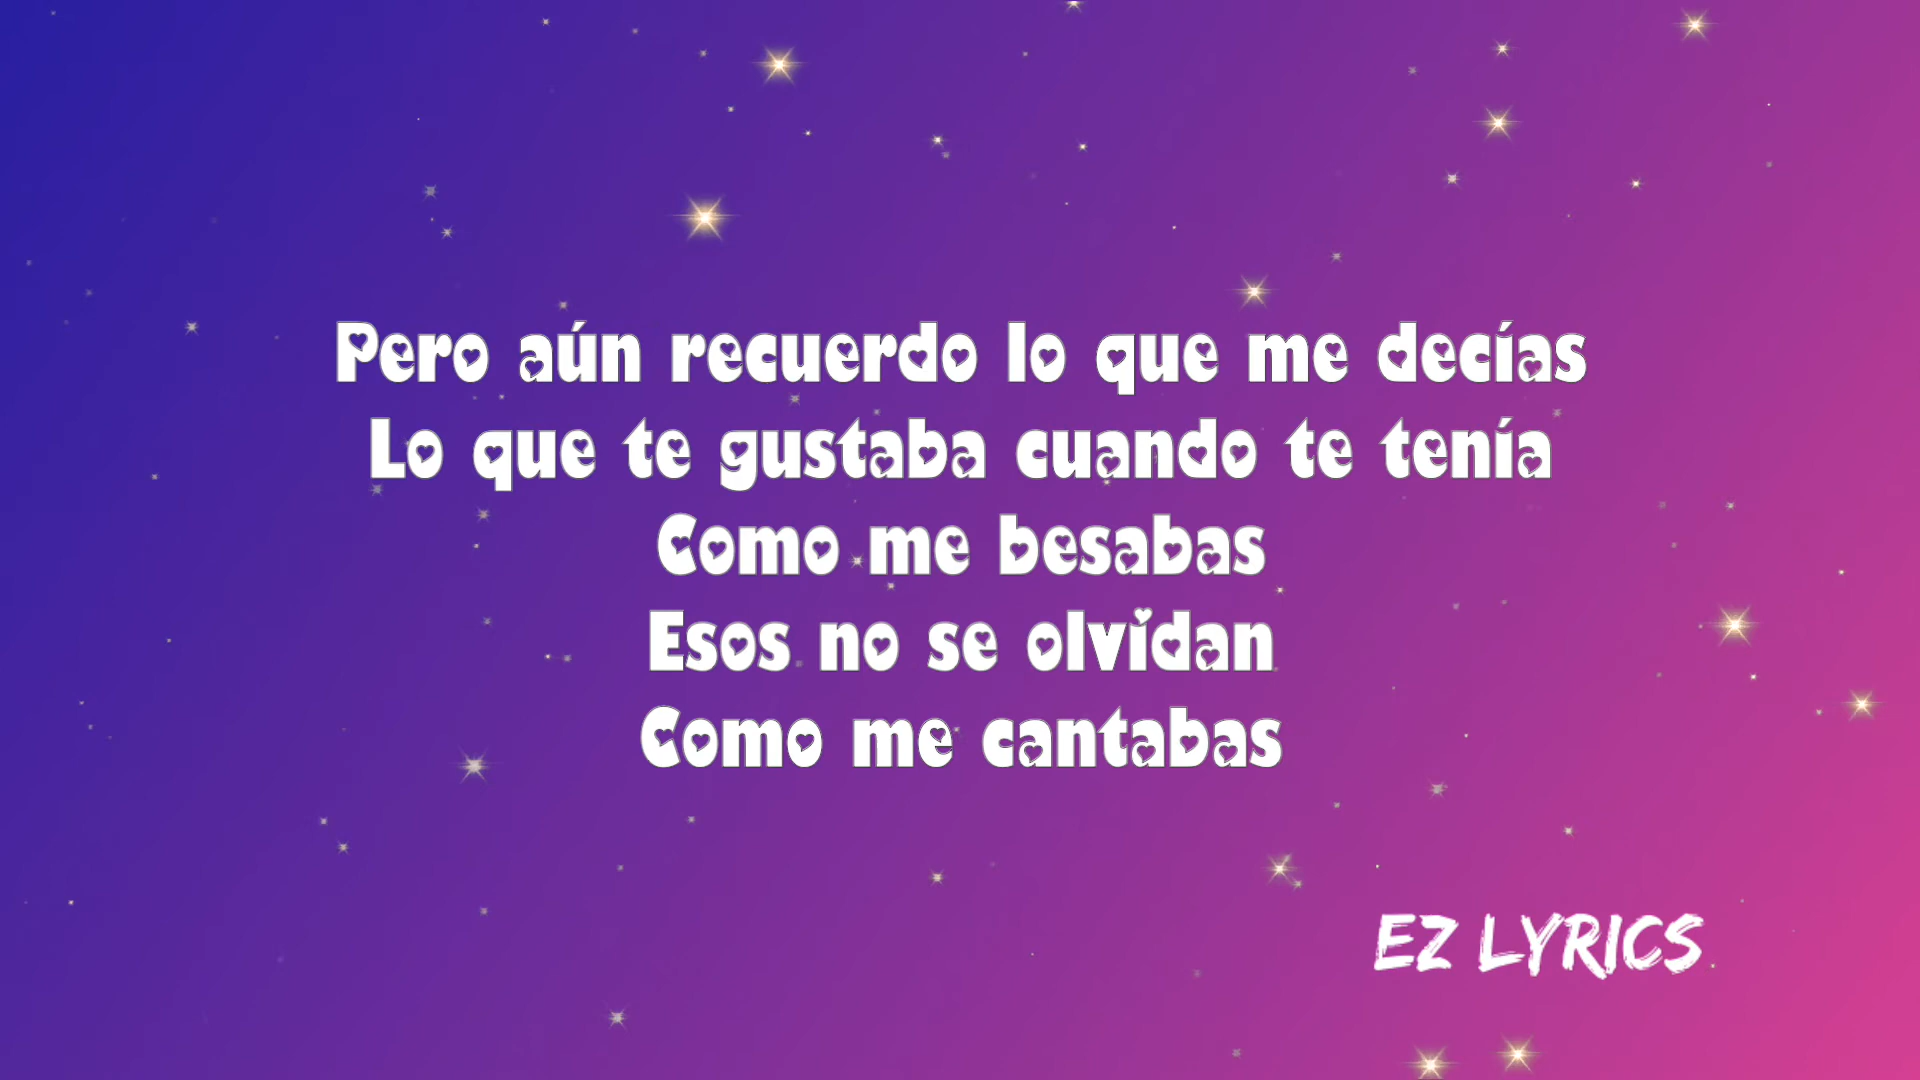 Pero aún recuerdo lo que me decías
Lo que te gustaba cuando te tenía
Como me besabas
Esos no se olvidan
Como me cantabas
EZ LYRICS